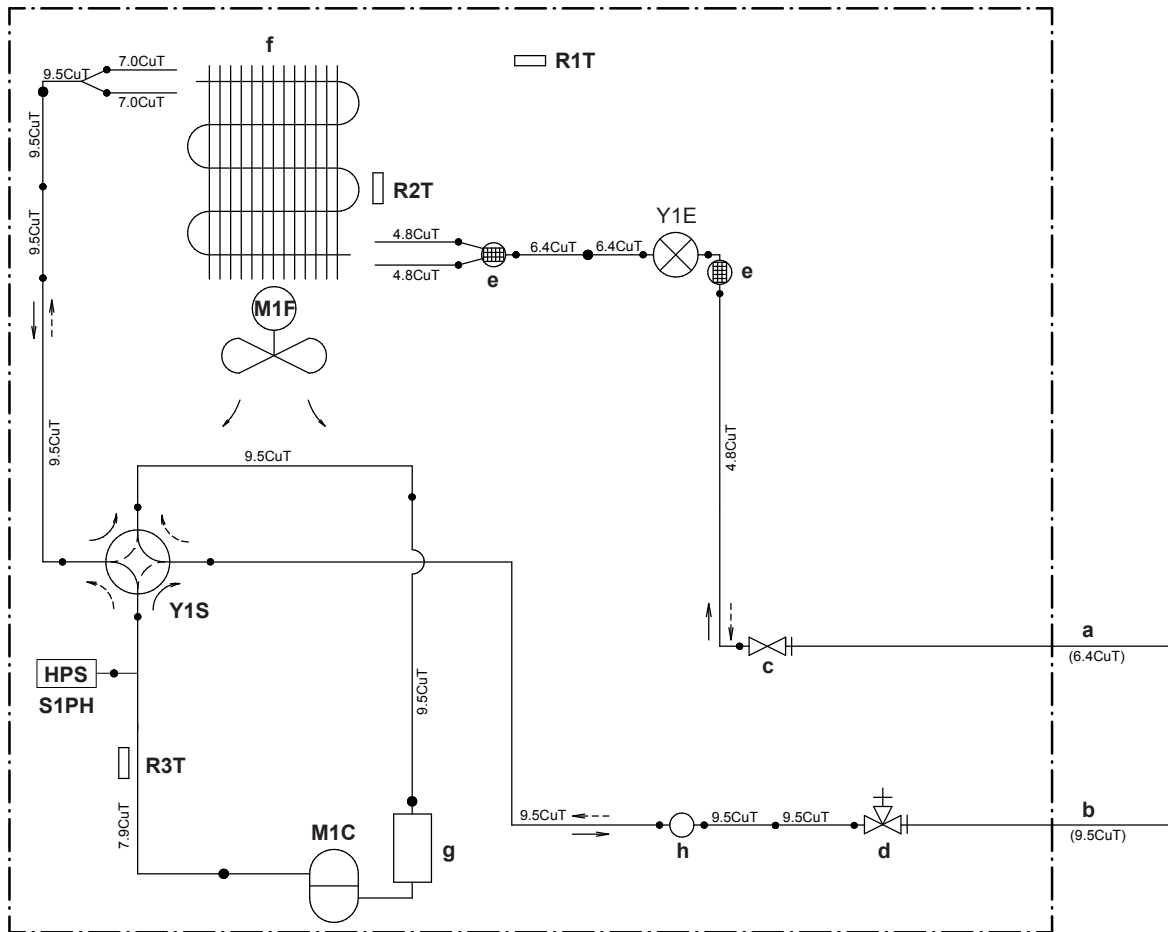 f
R1T
7.0CuT
9.5CuT
7.0CuT
9.5CuT
R2T
9.5CuT
Y1E
4.8CuT
6.4CuT
6.4CuT
4.8CuT
e
e
M1F
9.5CuT
9.5CuT
4.8CuT
Y1S
a
(6.4CuT)
c
HPS
S1PH
9.5CuT
R3T
7.9CuT
M1C
g
9.5CuT
9.5CuT
9.5CuT
h
d
b
(9.5CuT)